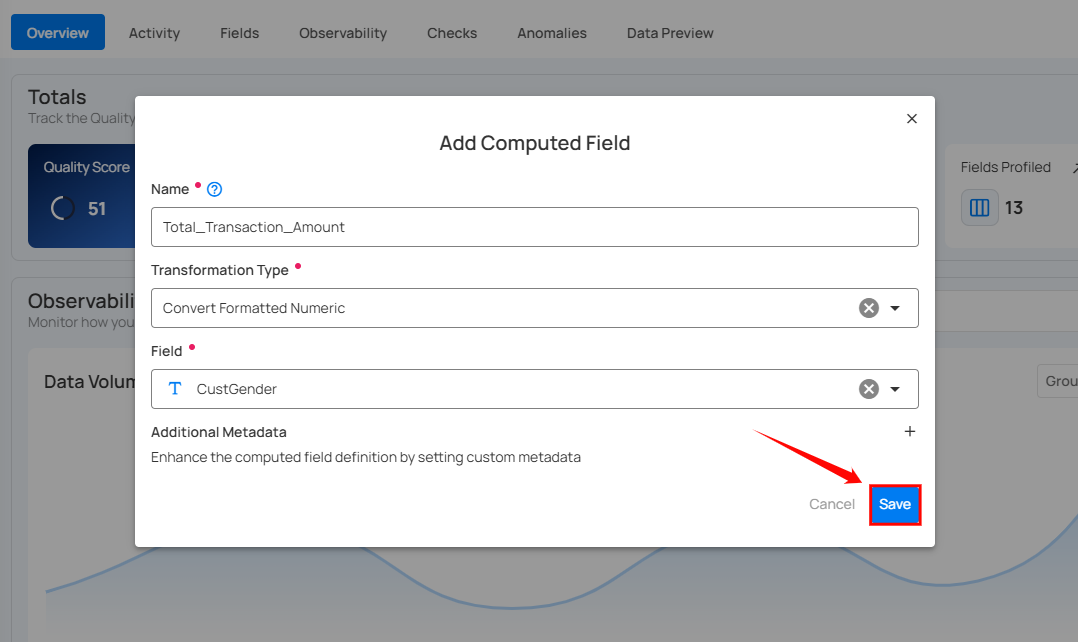 Overview Activity Fields Observability Checks Anomalies Data Preview
Totals
Track the Quality
Quality Score
51
Fields Profiled
13
Observabili
Monitor how you
Data Volum
Grou
Add Computed Field
Name
Total_Transaction_Amount
Transformation Type
Convert Formatted Numeric
Field
T CustGender
Additional Metadata
Enhance the computed field definition by setting custom metadata
Cancel Save